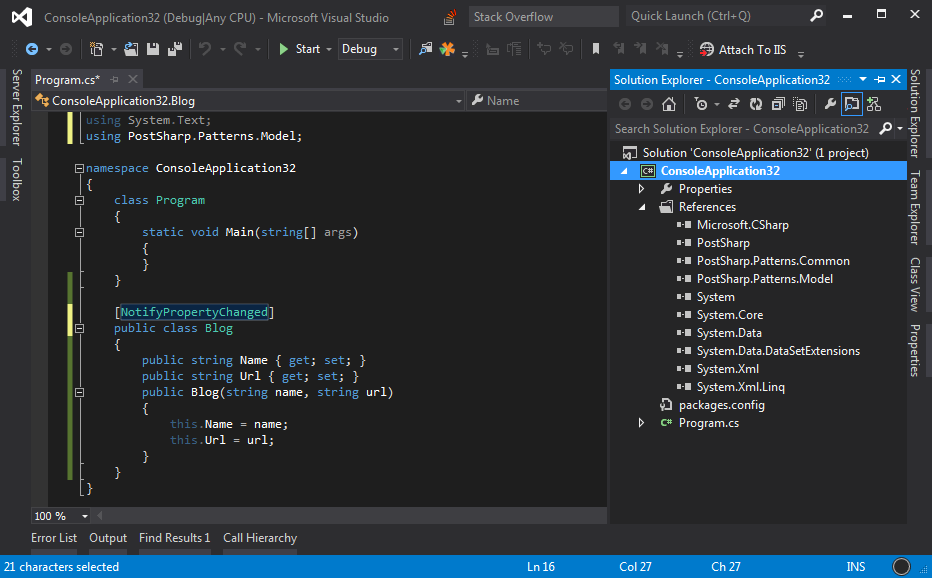 ConsoleApplication32 (Debug|Any CPU) - Microsoft Visual Studio
Stack Overflow
Quick Launch (Ctrl+Q)
Start
Debug
Attach To IIS
Server Explorer
Toolbox
Program.cs*
ConsoleApplication32.Blog
Name
using System.Text;
using PostSharp.Patterns.Model;
namespace ConsoleApplication32
{
class Program
{
static void Main(string[] args)
{
}
}
[NotifyPropertyChanged]
public class Blog
{
public string Name { get; set; }
public string Url { get; set; }
public Blog(string name, string url)
{
this.Name = name;
this.Url = url;
}
}
}
100 %
Solution Explorer - ConsoleApplication32
Search Solution Explorer - ConsoleApplication32
Solution 'ConsoleApplication32' (1 project)
C# ConsoleApplication32
Properties
References
Microsoft.CSharp
PostSharp
PostSharp.Patterns.Common
PostSharp.Patterns.Model
System
System.Core
System.Data
System.Data.DataSetExtensions
System.Xml
System.Xml.Linq
packages.config
C# Program.cs
Solution Explorer
Team Explorer
Class View
Properties
Error List
Output
Find Results 1
Call Hierarchy
21 characters selected
Ln 16
Col 27
Ch 27
INS